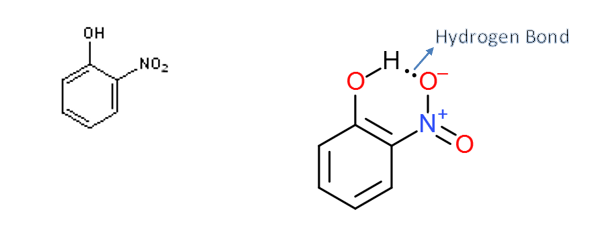 OH
NO₂
Hydrogen Bond
H
O
O−
N+
O